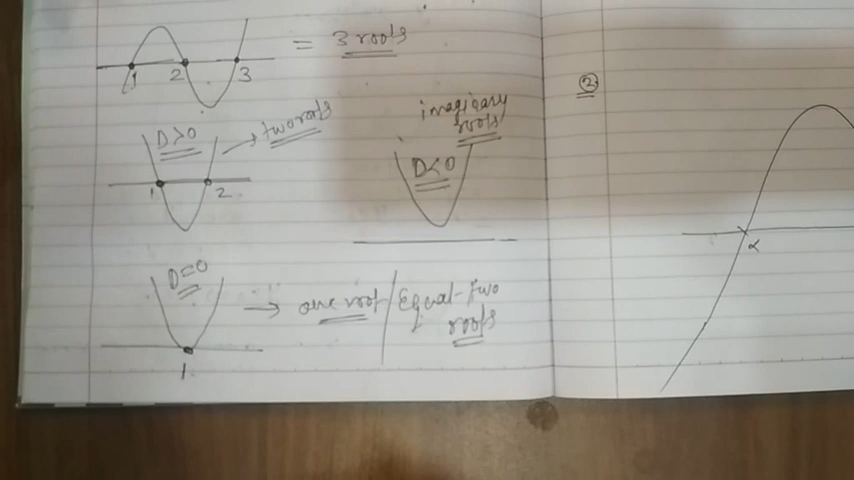 = 3 roots
1 2 3
D>0 → two roots
1 2
imaginary
roots
D<0
D=0
→ one root / Equal-two
roots
1
②
α